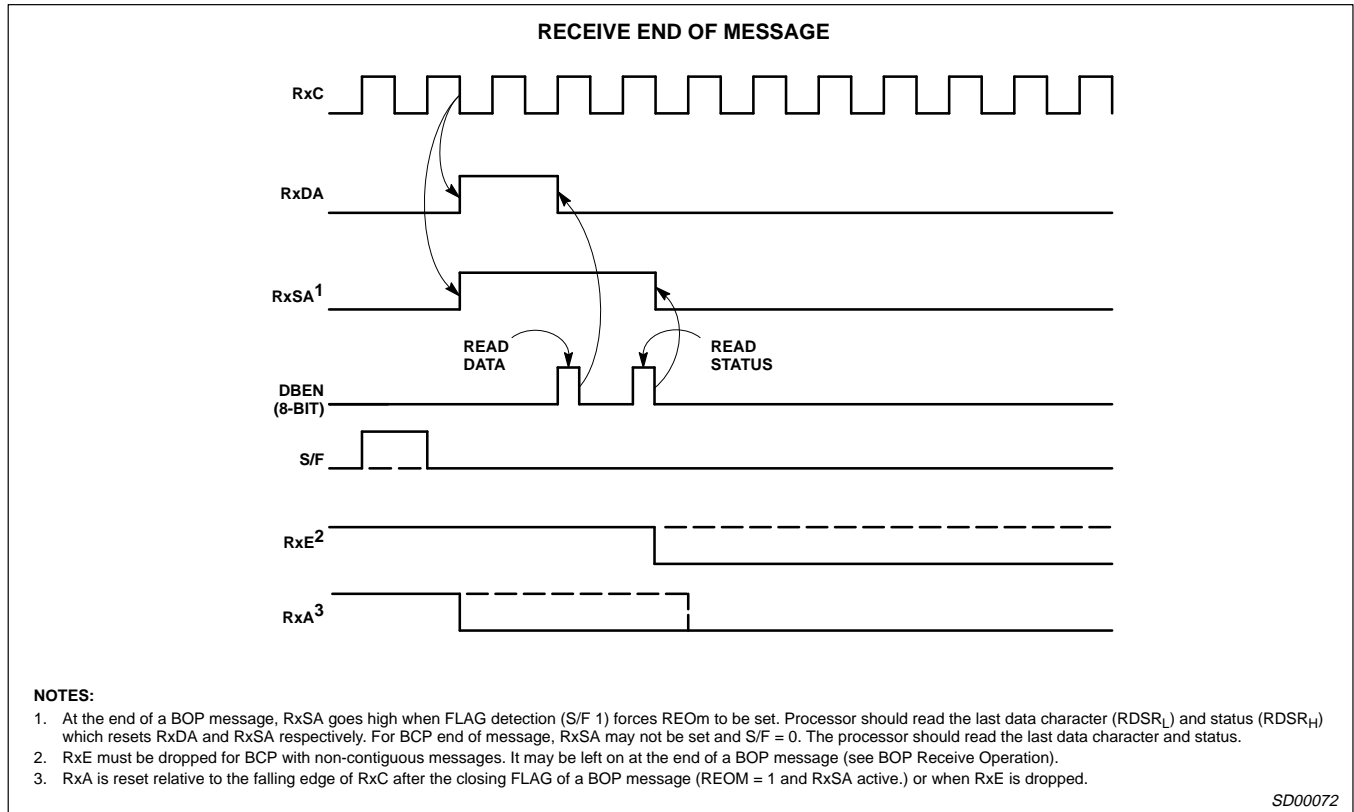 RECEIVE END OF MESSAGE
RxC
RxDA
RxSA1
READ
DATA
READ
STATUS
DBEN
(8-BIT)
S/F
RxE2
RxA3
NOTES:
1. At the end of a BOP message, RxSA goes high when FLAG detection (S/F 1) forces REOm to be set. Processor should read the last data character (RDSRL) and status (RDSRH)
which resets RxDA and RxSA respectively. For BCP end of message, RxSA may not be set and S/F = 0. The processor should read the last data character and status.
2. RxE must be dropped for BCP with non-contiguous messages. It may be left on at the end of a BOP message (see BOP Receive Operation).
3. RxA is reset relative to the falling edge of RxC after the closing FLAG of a BOP message (REOM = 1 and RxSA active.) or when RxE is dropped.
SD00072